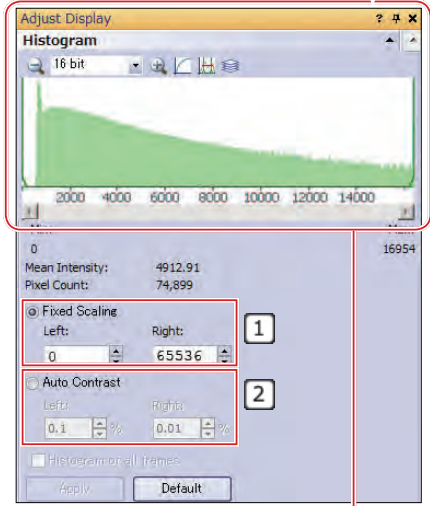 Adjust Display ?
Histogram
16 bit
2000 4000 6000 8000 10000 12000 14000
0 16954
Mean Intensity: 4912.91
Pixel Count: 74,899
Fixed Scaling
Left: Right:
0 65536
1
Auto Contrast
2
Left: Right:
0.1 % 0.01 %
Histogram or all frames
Apply Default